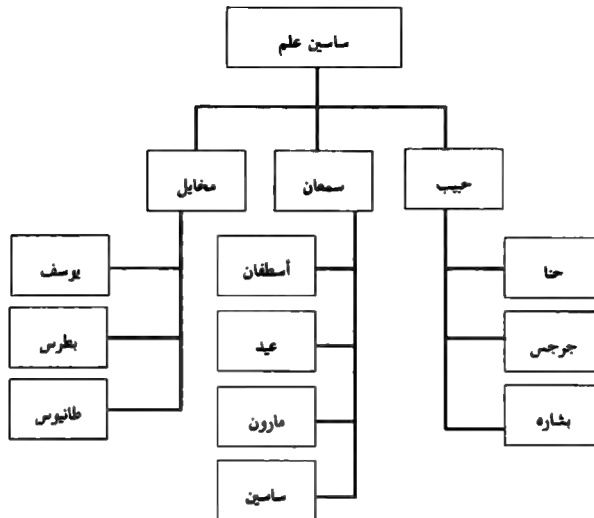 ساسين علم
حبيب
سمعان
مخايل
حنا
جرجس
بشاره
أسطفان
عيد
مارون
ساسين
يوسف
بطرس
طانيوس